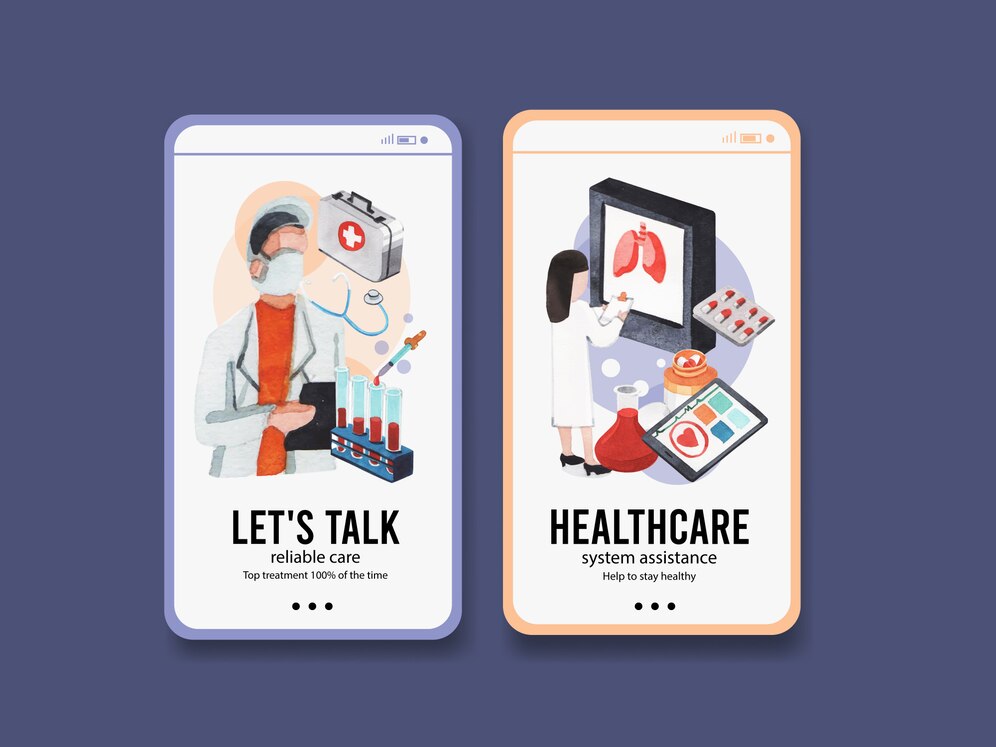 LET'S TALK
reliable care
Top treatment 100% of the time
HEALTHCARE
system assistance
Help to stay healthy